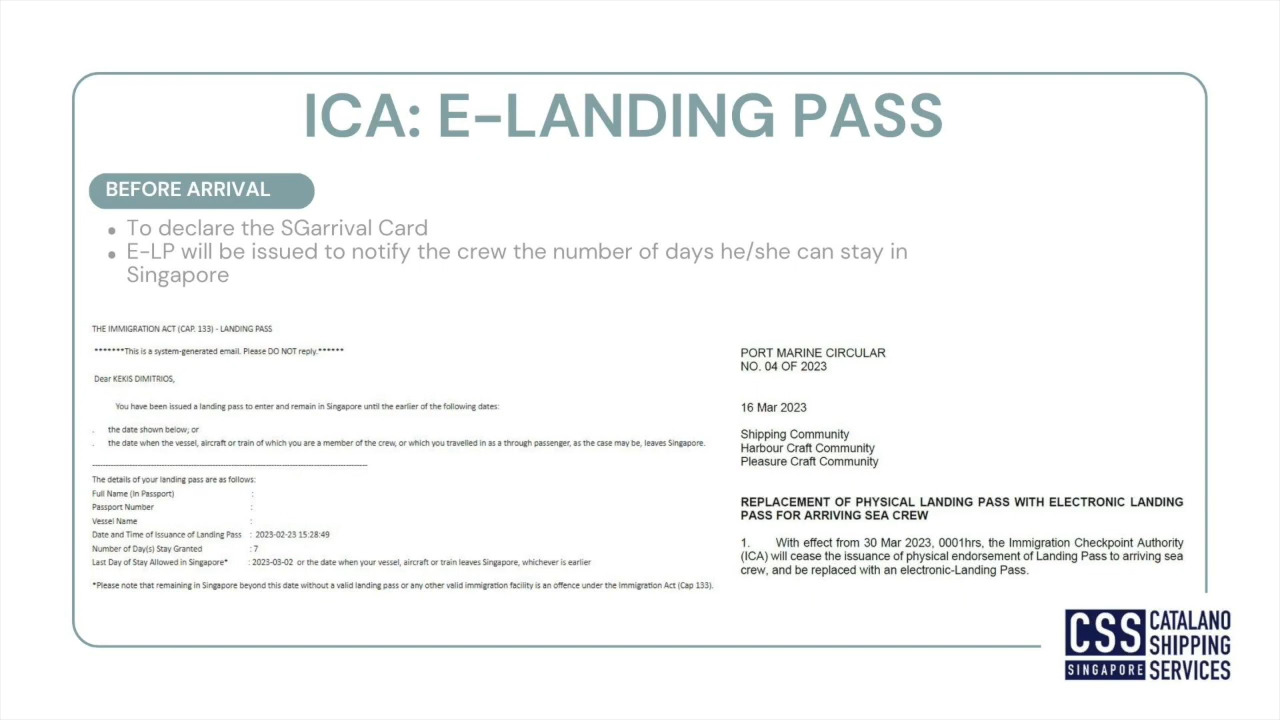 ICA: E-LANDING PASS
BEFORE ARRIVAL
• To declare the SGarrival Card
• E-LP will be issued to notify the crew the number of days he/she can stay in
Singapore
THE IMMIGRATION ACT (CAP. 133) - LANDING PASS
*******This is a system-generated email. Please DO NOT reply.******
Dear KEKIS DIMITRIOS,
You have been issued a landing pass to enter and remain in Singapore until the earlier of the following dates:
. the date shown below; or
. the date when the vessel, aircraft or train of which you are a member of the crew, or which you travelled in as a through passenger, as the case may be, leaves Singapore.
--------------------------------------------------------------------------------------------
The details of your landing pass are as follows:
Full Name (In Passport) :
Passport Number :
Vessel Name :
Date and Time of Issuance of Landing Pass : 2023-02-23 15:28:49
Number of Day(s) Stay Granted : 7
Last Day of Stay Allowed in Singapore* : 2023-03-02 or the date when your vessel, aircraft or train leaves Singapore, whichever is earlier
*Please note that remaining in Singapore beyond this date without a valid landing pass or any other valid immigration facility is an offence under the Immigration Act (Cap 133).
PORT MARINE CIRCULAR
NO. 04 OF 2023
16 Mar 2023
Shipping Community
Harbour Craft Community
Pleasure Craft Community
REPLACEMENT OF PHYSICAL LANDING PASS WITH ELECTRONIC LANDING
PASS FOR ARRIVING SEA CREW
1. With effect from 30 Mar 2023, 0001hrs, the Immigration Checkpoint Authority
(ICA) will cease the issuance of physical endorsement of Landing Pass to arriving sea
crew, and be replaced with an electronic-Landing Pass.
CSS
SINGAPORE
CATALANO
SHIPPING
SERVICES